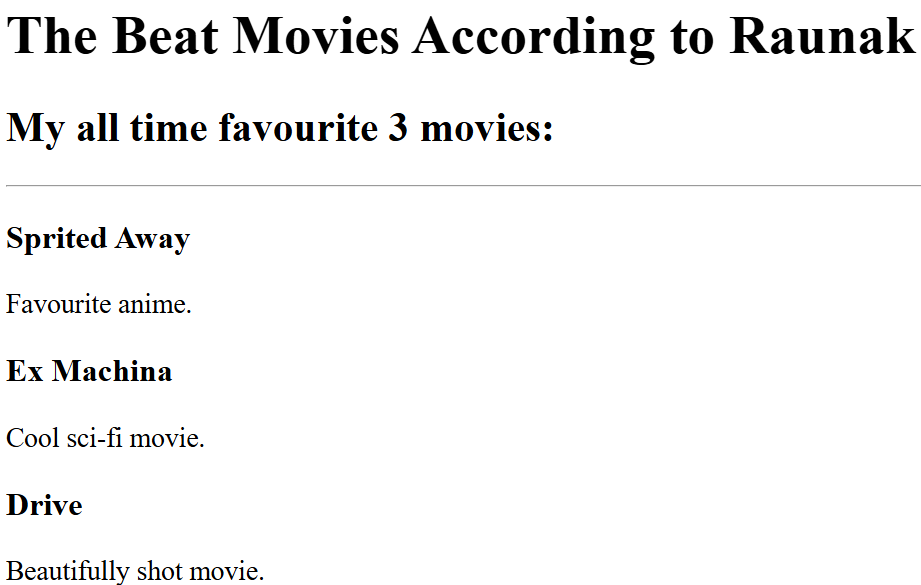 The Beat Movies According to Raunak
My all time favourite 3 movies:
Sprited Away
Favourite anime.
Ex Machina
Cool sci-fi movie.
Drive
Beautifully shot movie.